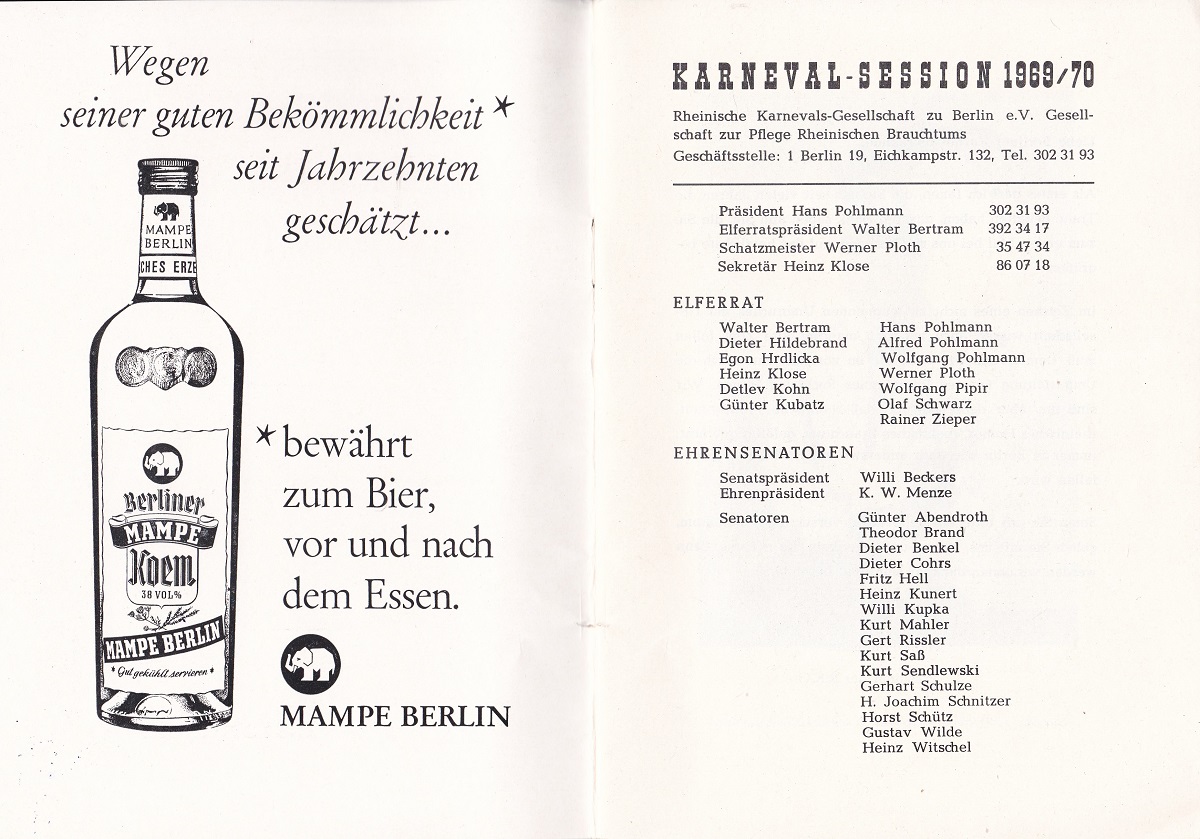 Wegen
seiner guten Bekömmlichkeit*
seit Jahrzehnten
geschätzt...
MAMPE
BERLIN
CHES ERZE
Berliner
MAMPE
Koem
38 VOL%
MAMPE BERLIN
* Gut gekühlt servieren *
* bewährt
zum Bier,
vor und nach
dem Essen.
MAMPE BERLIN
KARNEVAL-SESSION 1969/70
Rheinische Karnevals-Gesellschaft zu Berlin e.V. Gesell-
schaft zur Pflege Rheinischen Brauchtums
Geschäftsstelle: 1 Berlin 19, Eichkampstr. 132, Tel. 302 31 93
Präsident Hans Pohlmann 302 31 93
Elferratspräsident Walter Bertram 392 34 17
Schatzmeister Werner Ploth 35 47 34
Sekretär Heinz Klose 86 07 18
ELFERRAT
Walter Bertram Hans Pohlmann
Dieter Hildebrand Alfred Pohlmann
Egon Hrdlicka Wolfgang Pohlmann
Heinz Klose Werner Ploth
Detlev Kohn Wolfgang Pipir
Günter Kubatz Olaf Schwarz
Rainer Zieper
EHRENSENATOREN
Senatspräsident Willi Beckers
Ehrenpräsident K. W. Menze
Senatoren Günter Abendroth
Theodor Brand
Dieter Benkel
Dieter Cohrs
Fritz Hell
Heinz Kunert
Willi Kupka
Kurt Mahler
Gert Rissler
Kurt Saß
Kurt Sendlewski
Gerhart Schulze
H. Joachim Schnitzer
Horst Schütz
Gustav Wilde
Heinz Witschel